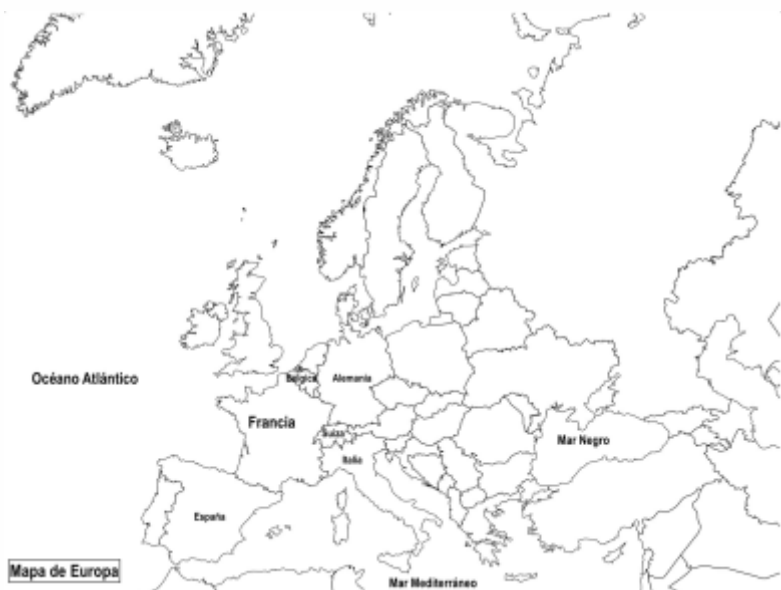 Océano Atlántico
Bélgica
Alemania
Francia
Suiza
Italia
Mar Negro
España
Mapa de Europa
Mar Mediterráneo